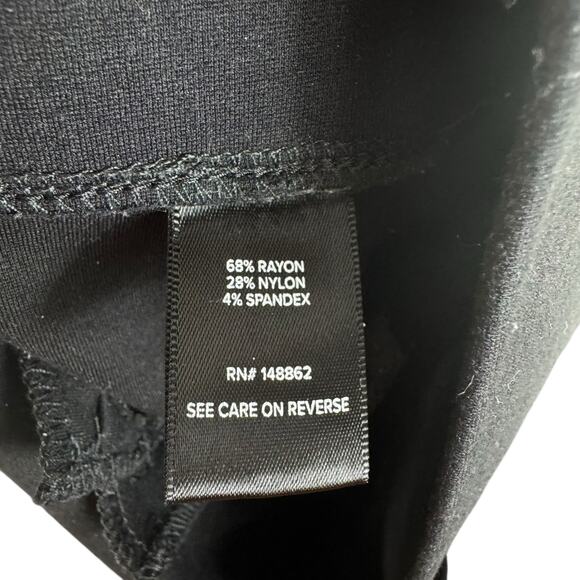 68% RAYON
28% NYLON
4% SPANDEX
RN# 148862
SEE CARE ON REVERSE